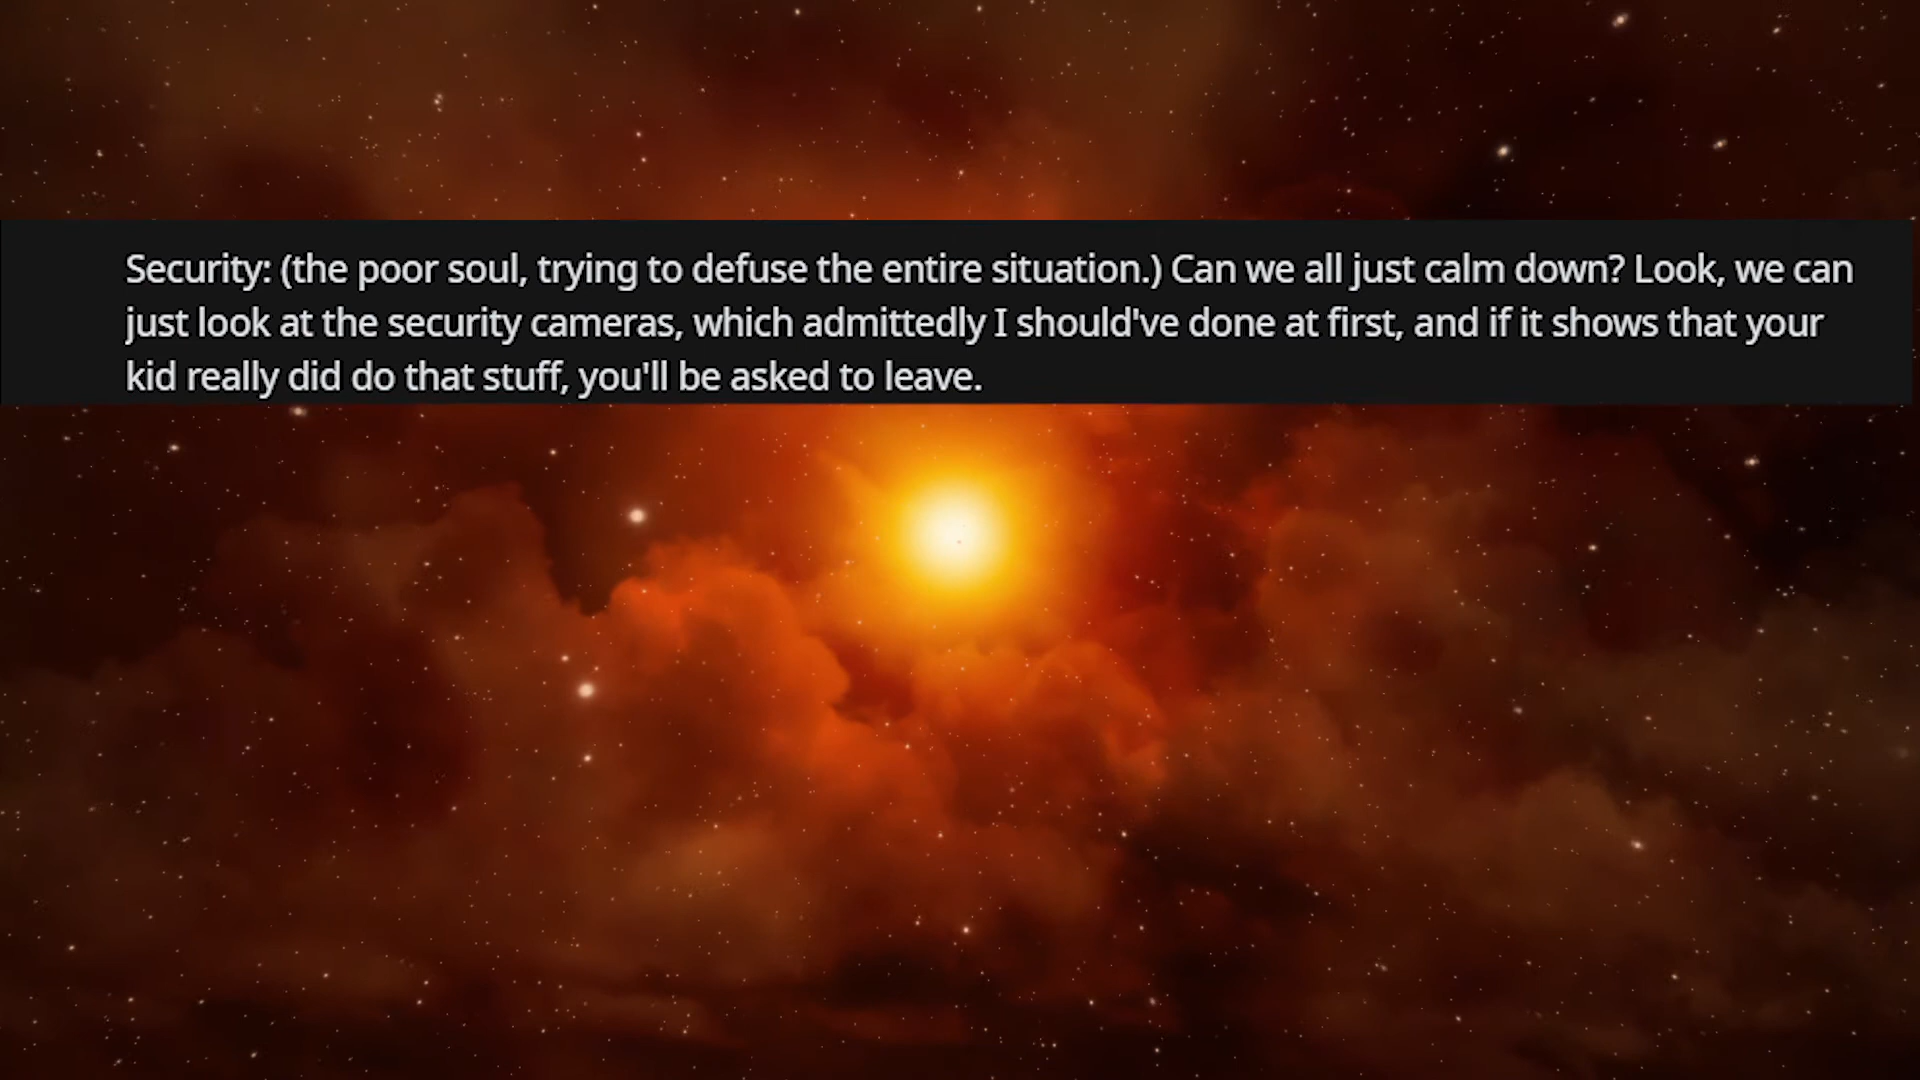 Security: (the poor soul, trying to defuse the entire situation.) Can we all just calm down? Look, we can
just look at the security cameras, which admittedly I should've done at first, and if it shows that your
kid really did do that stuff, you'll be asked to leave.